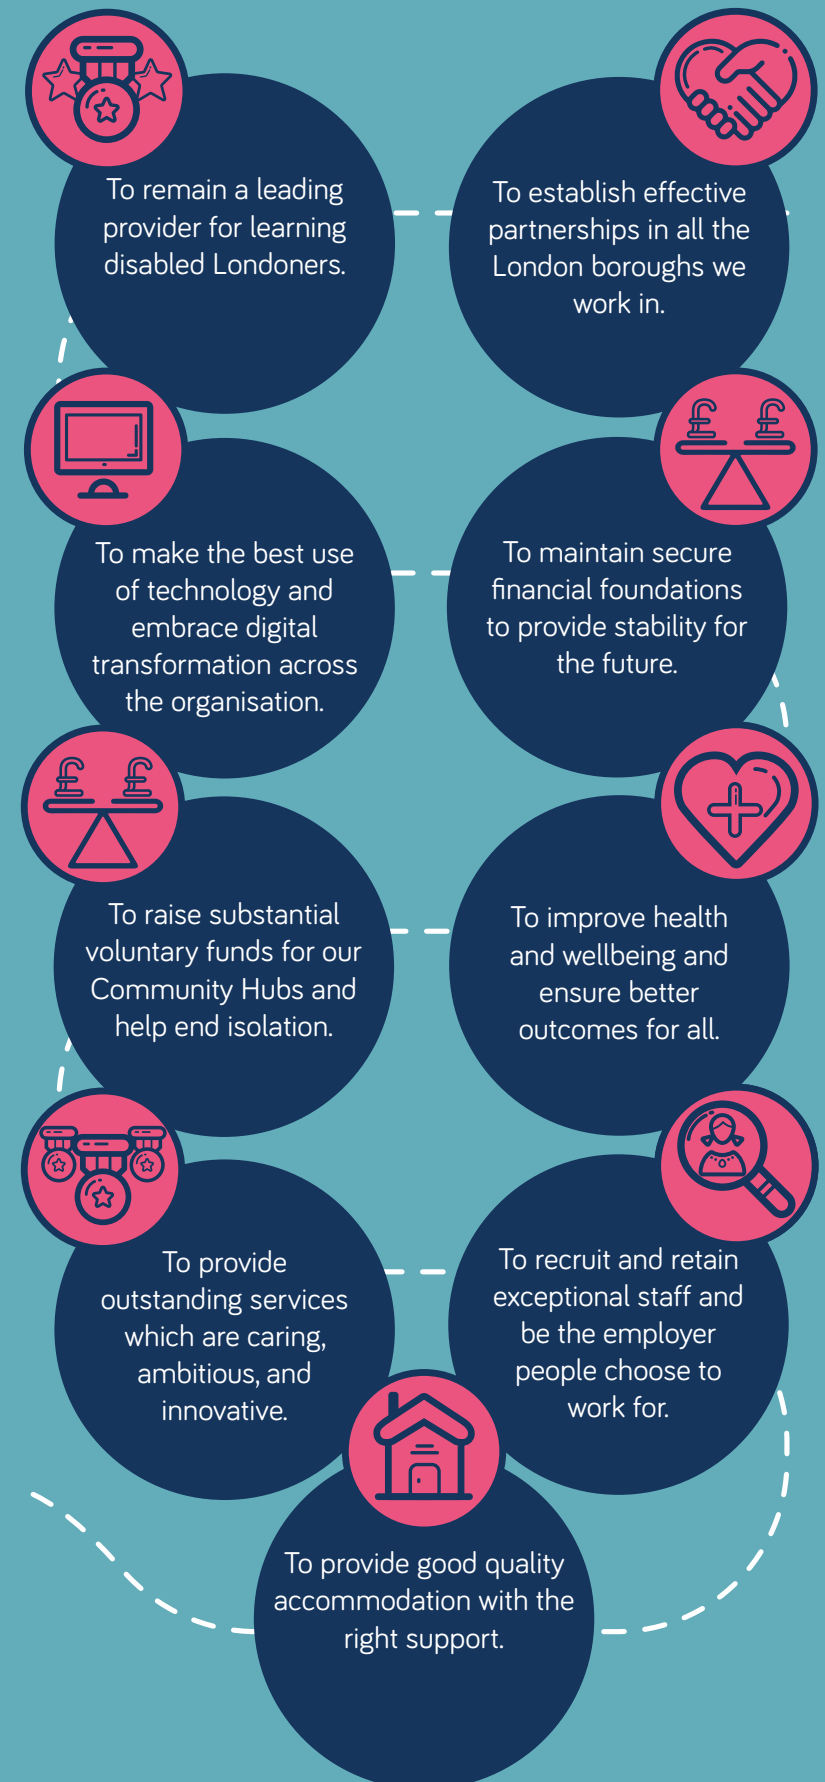 To remain a leading
provider for learning
disabled Londoners.
To establish effective
partnerships in all the
London boroughs we
work in.
To make the best use
of technology and
embrace digital
transformation across
the organisation.
To maintain secure
financial foundations
to provide stability for
the future.
To raise substantial
voluntary funds for our
Community Hubs and
help end isolation.
To improve health
and wellbeing and
ensure better
outcomes for all.
To provide
outstanding services
which are caring,
ambitious, and
innovative.
To recruit and retain
exceptional staff and
be the employer
people choose to
work for.
To provide good quality
accommodation with the
right support.